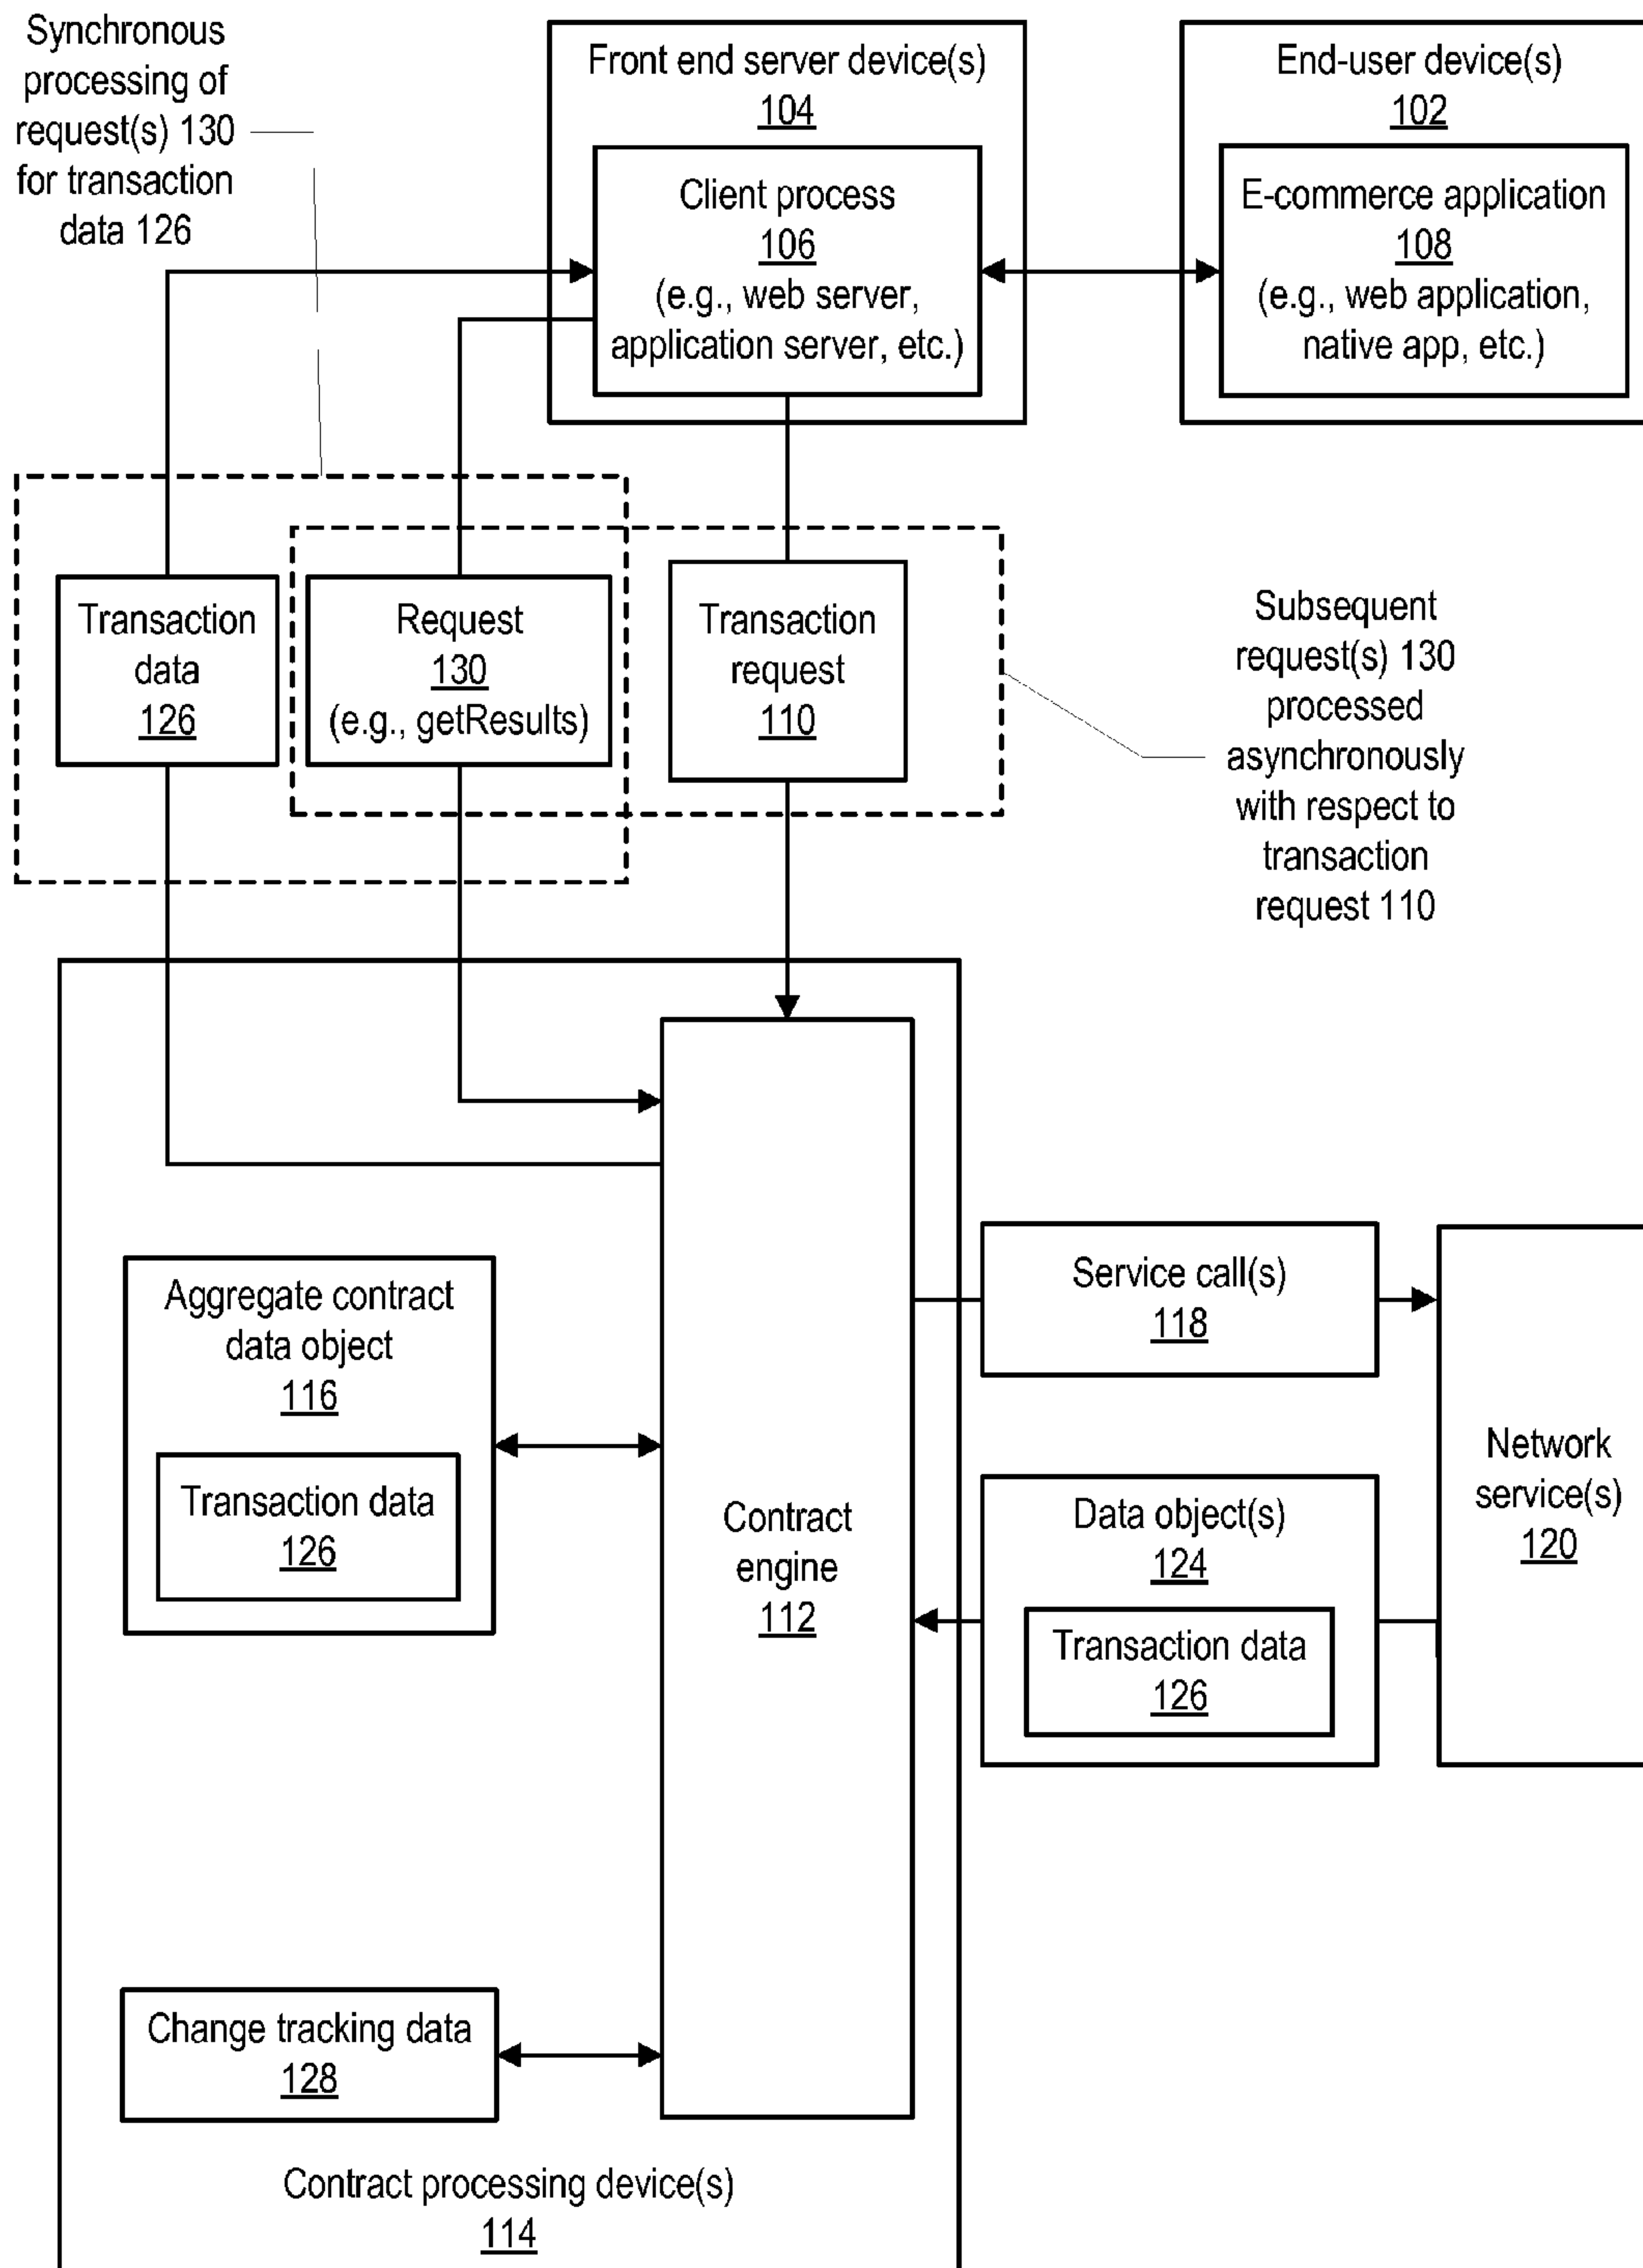 Synchronous
processing of
request(s) 130
for transaction
data 126
Front end server device(s)
104
Client process
106
(e.g., web server,
application server, etc.)
End-user device(s)
102
E-commerce application
108
(e.g., web application,
native app, etc.)
Transaction
data
126
Request
130
(e.g., getResults)
Transaction
request
110
Subsequent
request(s) 130
processed
asynchronously
with respect to
transaction
request 110
Aggregate contract
data object
116
Transaction data
126
Contract
engine
112
Service call(s)
118
Data object(s)
124
Transaction data
126
Network
service(s)
120
Change tracking data
128
Contract processing device(s)
114